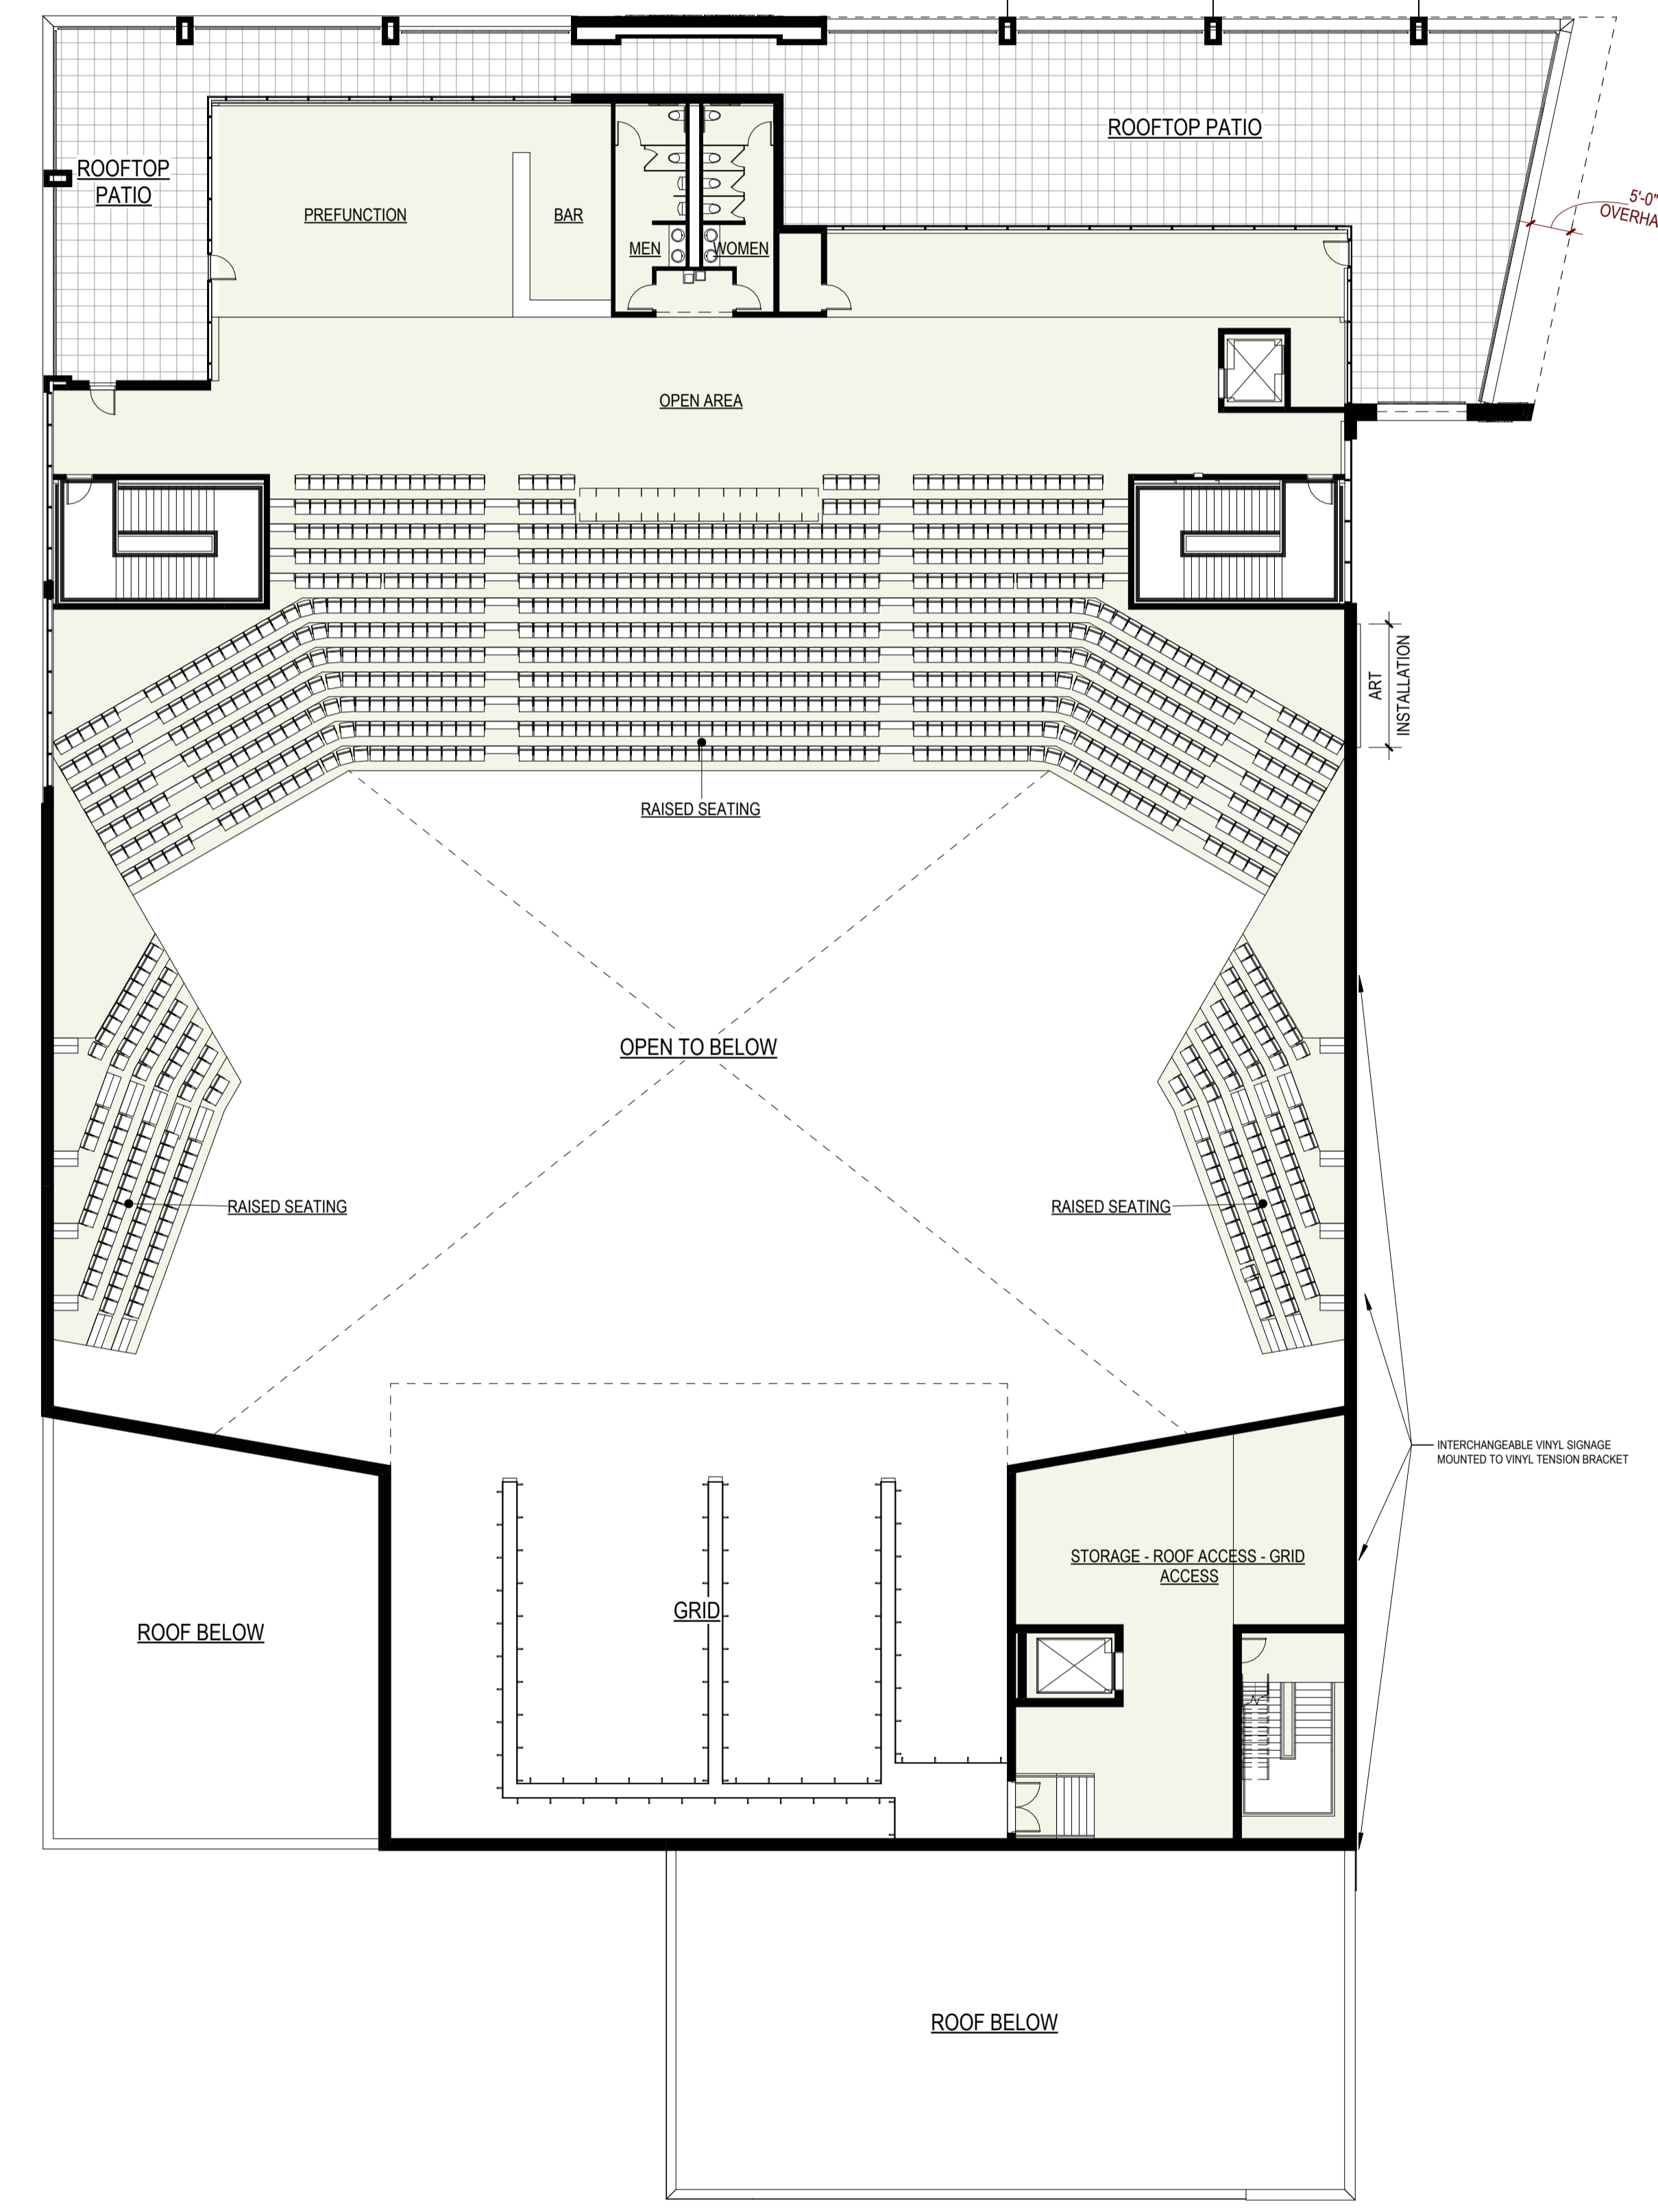 ROOFTOP PATIO
ROOFTOP
PATIO
5'-0"
OVERHA
PREFUNCTION
BAR
MEN
WOMEN
OPEN AREA
ART
INSTALLATION
RAISED SEATING
OPEN TO BELOW
RAISED SEATING
RAISED SEATING
INTERCHANGEABLE VINYL SIGNAGE
MOUNTED TO VINYL TENSION BRACKET
STORAGE - ROOF ACCESS - GRID
ACCESS
GRID
ROOF BELOW
ROOF BELOW